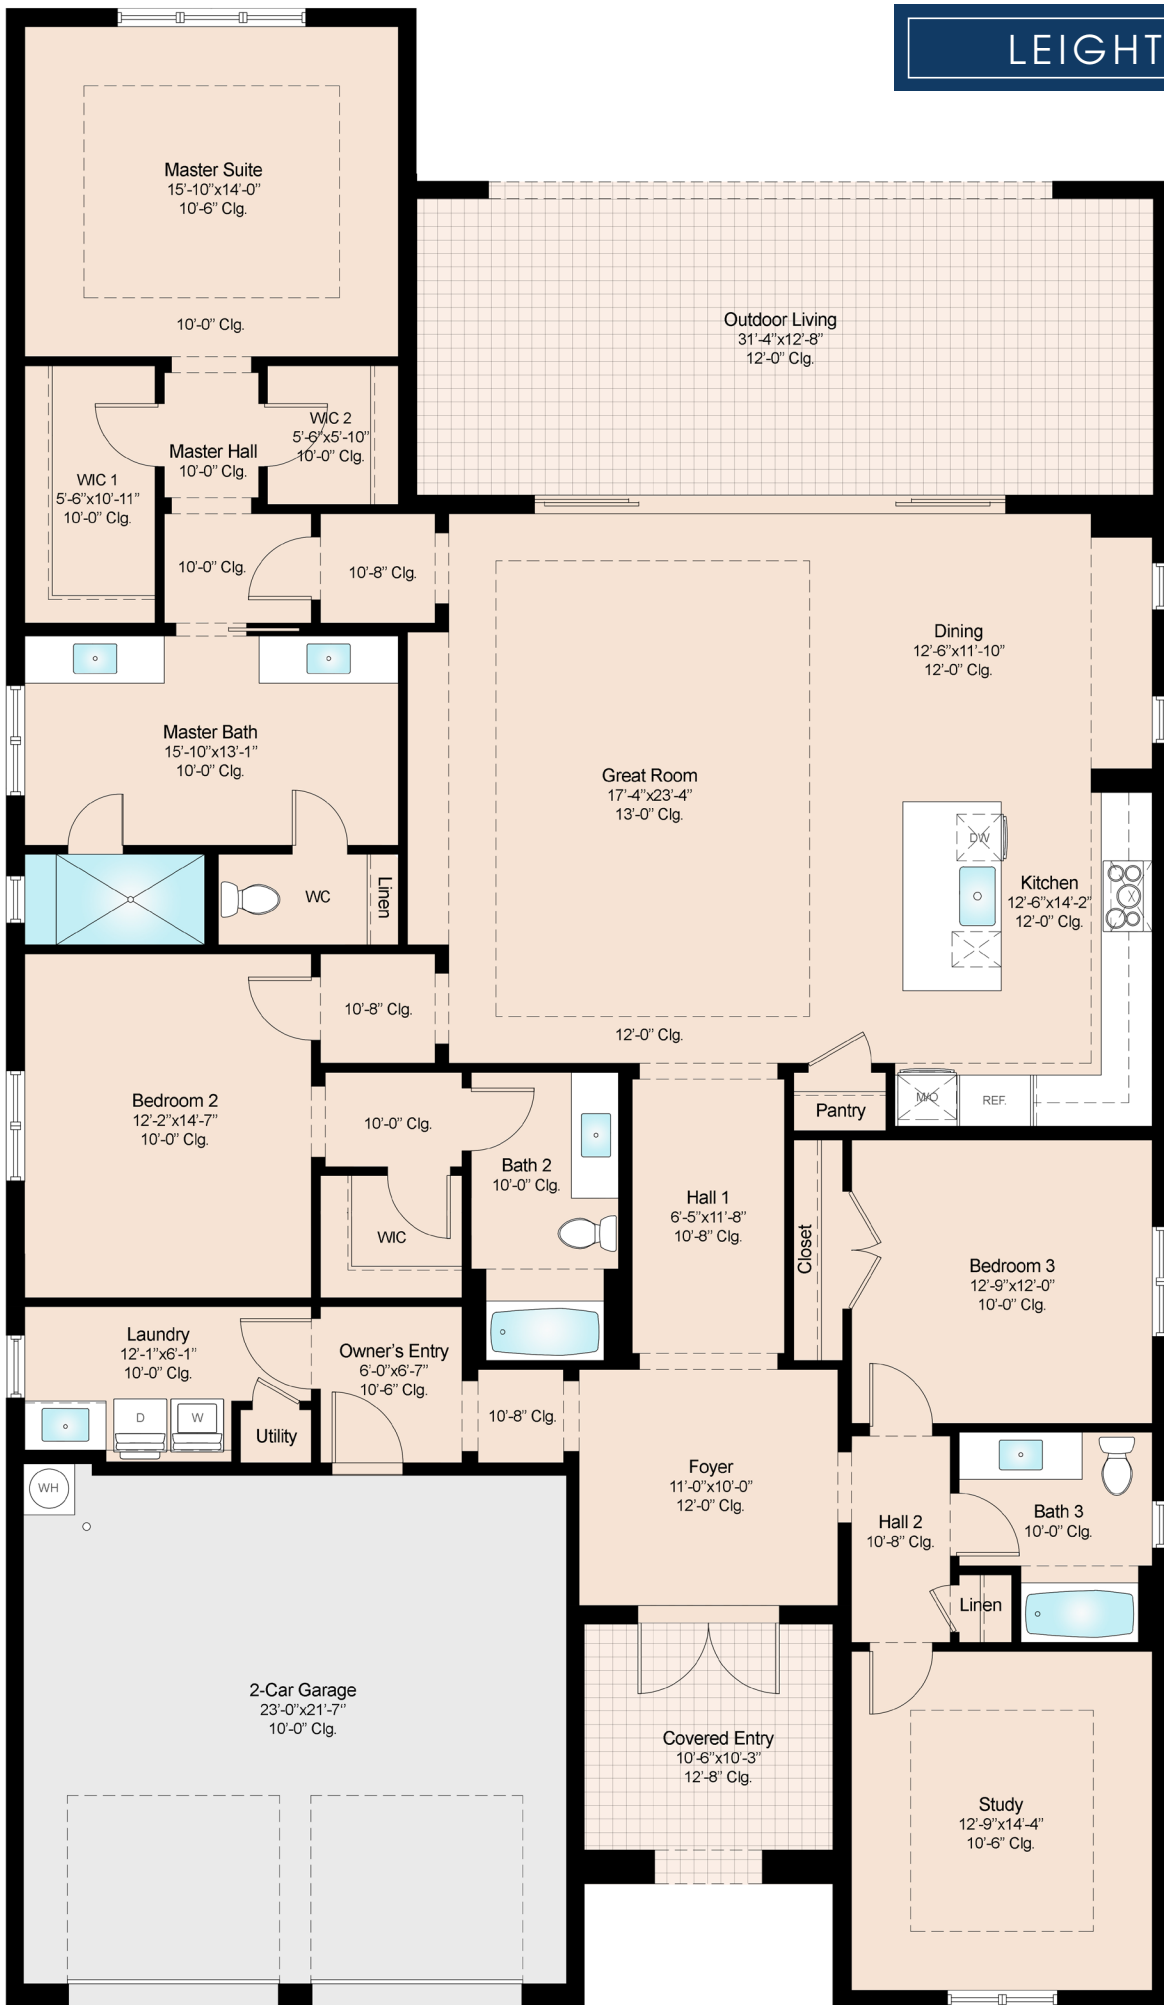 LEIGHT
Master Suite
15'-10"x14'-0"
10'-6" Clg.
10'-0" Clg.
Outdoor Living
31'-4"x12'-8"
12'-0" Clg.
WIC 1
5'-6"x10'-11"
10'-0" Clg.
Master Hall
10'-0" Clg.
WIC 2
5'-6"x5'-10"
10'-0" Clg.
10'-0" Clg.
10'-8" Clg.
Dining
12'-6"x11'-10"
12'-0" Clg.
Master Bath
15'-10"x13'-1"
10'-0" Clg.
Great Room
17'-4"x23'-4"
13'-0" Clg.
12'-0" Clg.
DW
Kitchen
12'-6"x14'-2"
12'-0" Clg.
X
WC
Linen
10'-8" Clg.
Bedroom 2
12'-2"x14'-7"
10'-0" Clg.
10'-0" Clg.
WIC
Bath 2
10'-0" Clg.
Hall 1
6'-5"x11'-8"
10'-8" Clg.
Pantry
M/O
REF.
Closet
Bedroom 3
12'-9"x12'-0"
10'-0" Clg.
Laundry
12'-1"x6'-1"
10'-0" Clg.
D
W
Utility
Owner's Entry
6'-0"x6'-7"
10'-6" Clg.
10'-8" Clg.
Foyer
11'-0"x10'-0"
12'-0" Clg.
Hall 2
10'-8" Clg.
Bath 3
10'-0" Clg.
Linen
WH
2-Car Garage
23'-0"x21'-7"
10'-0" Clg.
Covered Entry
10'-6"x10'-3"
12'-8" Clg.
Study
12'-9"x14'-4"
10'-6" Clg.